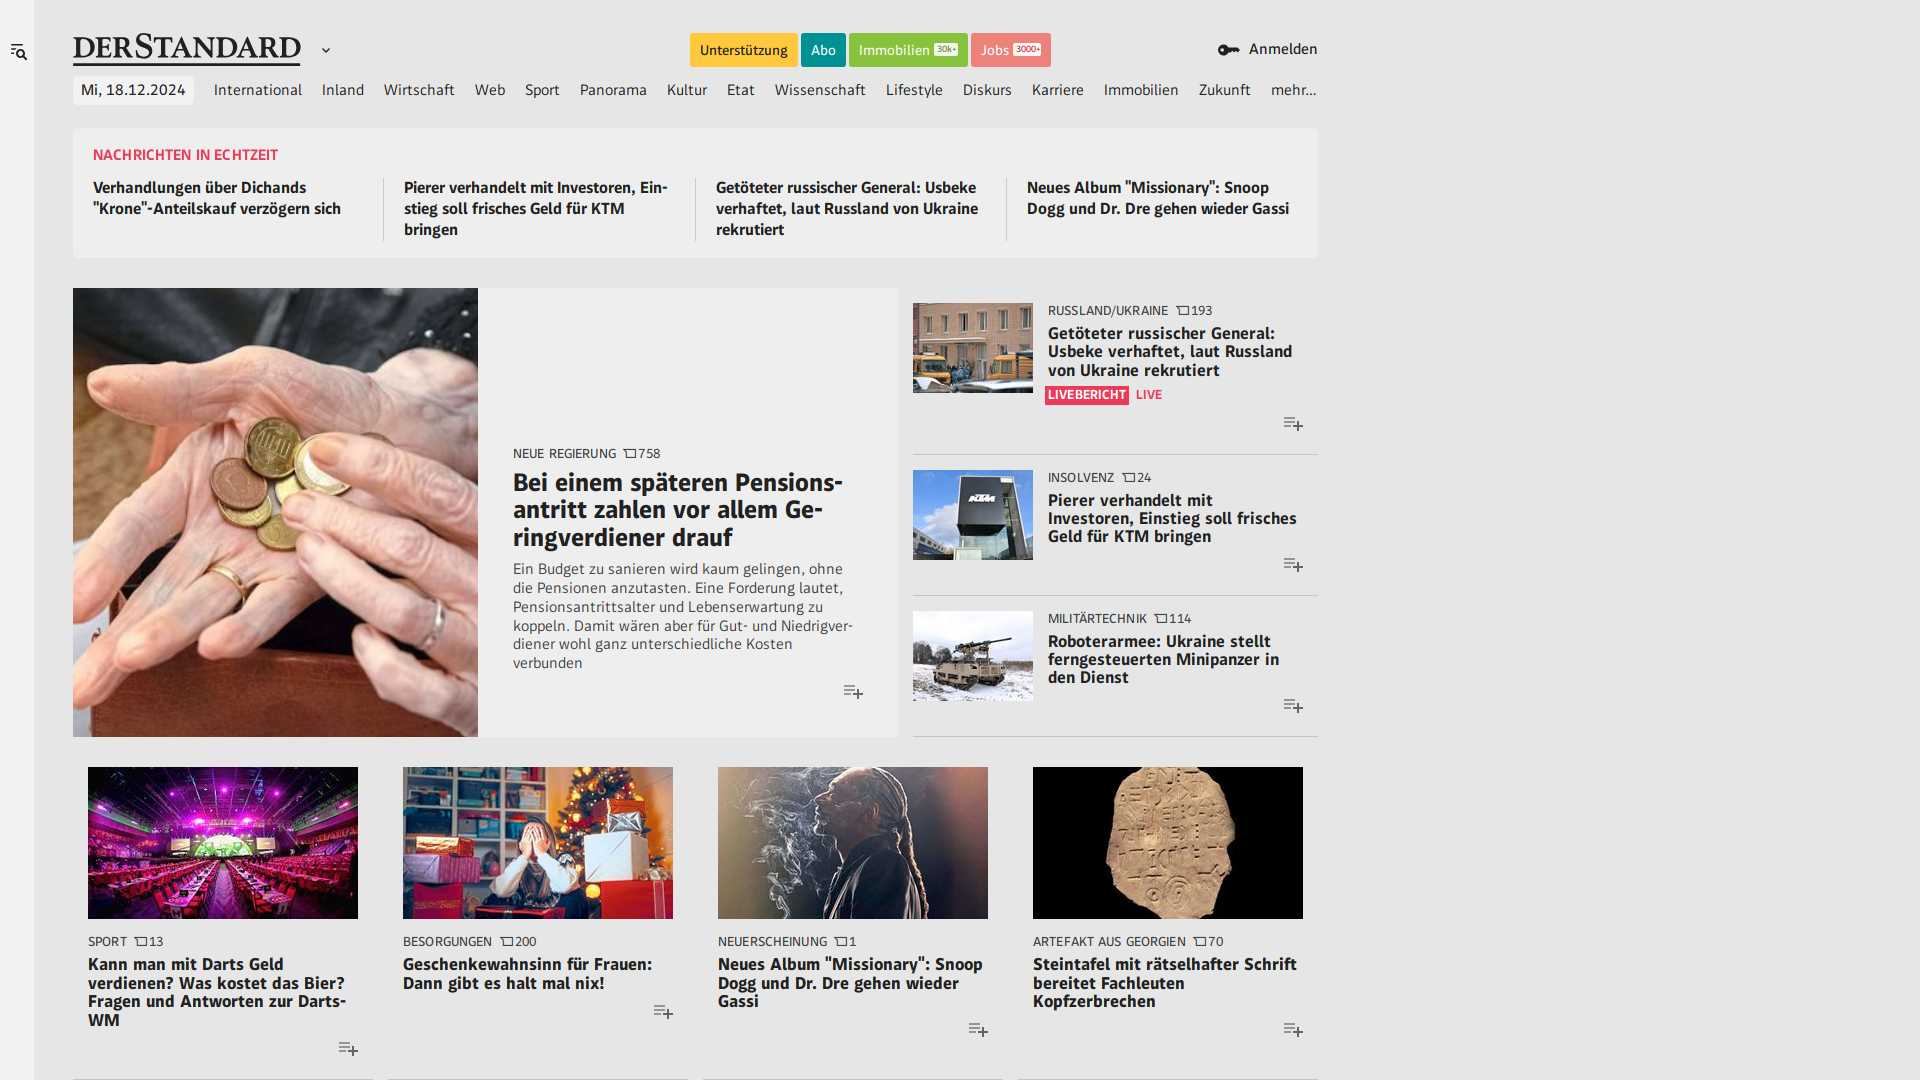 DERSTANDARD
Unterstützung
Abo
Immobilien 30k+
Jobs 3000+
Anmelden
Mi, 18.12.2024
International
Inland
Wirtschaft
Web
Sport
Panorama
Kultur
Etat
Wissenschaft
Lifestyle
Diskurs
Karriere
Immobilien
Zukunft
mehr...
NACHRICHTEN IN ECHTZEIT
Verhandlungen über Dichands
"Krone"-Anteilskauf verzögern sich
Pierer verhandelt mit Investoren, Ein-
stieg soll frisches Geld für KTM
bringen
Getöteter russischer General: Usbeke
verhaftet, laut Russland von Ukraine
rekrutiert
Neues Album "Missionary": Snoop
Dogg und Dr. Dre gehen wieder Gassi
NEUE REGIERUNG 758
Bei einem späteren Pensions-
antritt zahlen vor allem Ge-
ringverdiener drauf
Ein Budget zu sanieren wird kaum gelingen, ohne
die Pensionen anzutasten. Eine Forderung lautet,
Pensionsantrittsalter und Lebenserwartung zu
koppeln. Damit wären aber für Gut- und Niedrigver-
diener wohl ganz unterschiedliche Kosten
verbunden
RUSSLAND/UKRAINE 193
Getöteter russischer General:
Usbeke verhaftet, laut Russland
von Ukraine rekrutiert
LIVEBERICHT LIVE
KTM
INSOLVENZ 24
Pierer verhandelt mit
Investoren, Einstieg soll frisches
Geld für KTM bringen
MILITÄRTECHNIK 114
Roboterarmee: Ukraine stellt
ferngesteuerten Minipanzer in
den Dienst
SPORT 13
Kann man mit Darts Geld
verdienen? Was kostet das Bier?
Fragen und Antworten zur Darts-
WM
BESORGUNGEN 200
Geschenkewahnsinn für Frauen:
Dann gibt es halt mal nix!
NEUERSCHEINUNG 1
Neues Album "Missionary": Snoop
Dogg und Dr. Dre gehen wieder
Gassi
ARTEFAKT AUS GEORGIEN 70
Steintafel mit rätselhafter Schrift
bereitet Fachleuten
Kopfzerbrechen